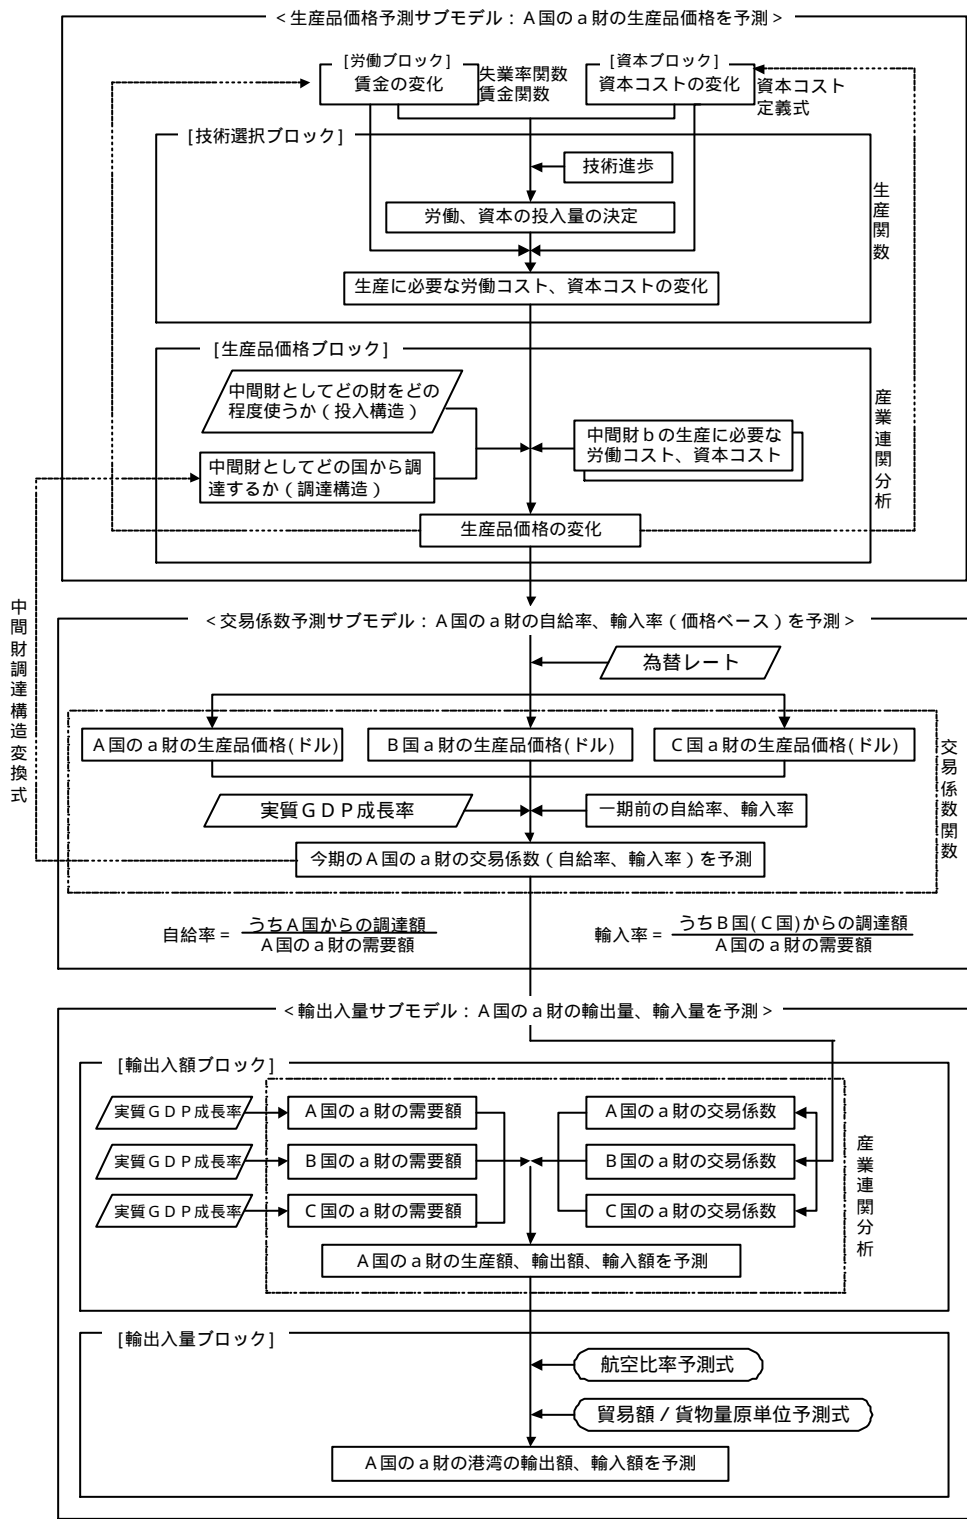 <生産品価格予測サブモデル：A国のa財の生産品価格を予測>
[労働ブロック]
賃金の変化
失業率関数
賃金関数
[資本ブロック]
資本コストの変化
資本コスト
定義式
[技術選択ブロック]
技術進歩
労働、資本の投入量の決定
生産に必要な労働コスト、資本コストの変化
生産関数
[生産品価格ブロック]
中間財としてどの財をどの
程度使うか（投入構造）
中間財としてどの国から調
達するか（調達構造）
中間財bの生産に必要な
労働コスト、資本コスト
生産品価格の変化
産業連関分析
中間財調達構造変換式
<交易係数予測サブモデル：A国のa財の自給率、輸入率（価格ベース）を予測>
為替レート
A国のa財の生産品価格(ドル)
B国a財の生産品価格(ドル)
C国a財の生産品価格(ドル)
実質GDP成長率
一期前の自給率、輸入率
今期のA国のa財の交易係数（自給率、輸入率）を予測
交易係数関数
自給率＝
うちA国からの調達額
A国のa財の需要額
輸入率＝
うちB国(C国)からの調達額
A国のa財の需要額
<輸出入量サブモデル：A国のa財の輸出量、輸入量を予測>
[輸出入額ブロック]
実質GDP成長率
A国のa財の需要額
A国のa財の交易係数
実質GDP成長率
B国のa財の需要額
B国のa財の交易係数
実質GDP成長率
C国のa財の需要額
C国のa財の交易係数
A国のa財の生産額、輸出額、輸入額を予測
産業連関分析
[輸出入量ブロック]
航空比率予測式
貿易額／貨物量原単位予測式
A国のa財の港湾の輸出額、輸入額を予測